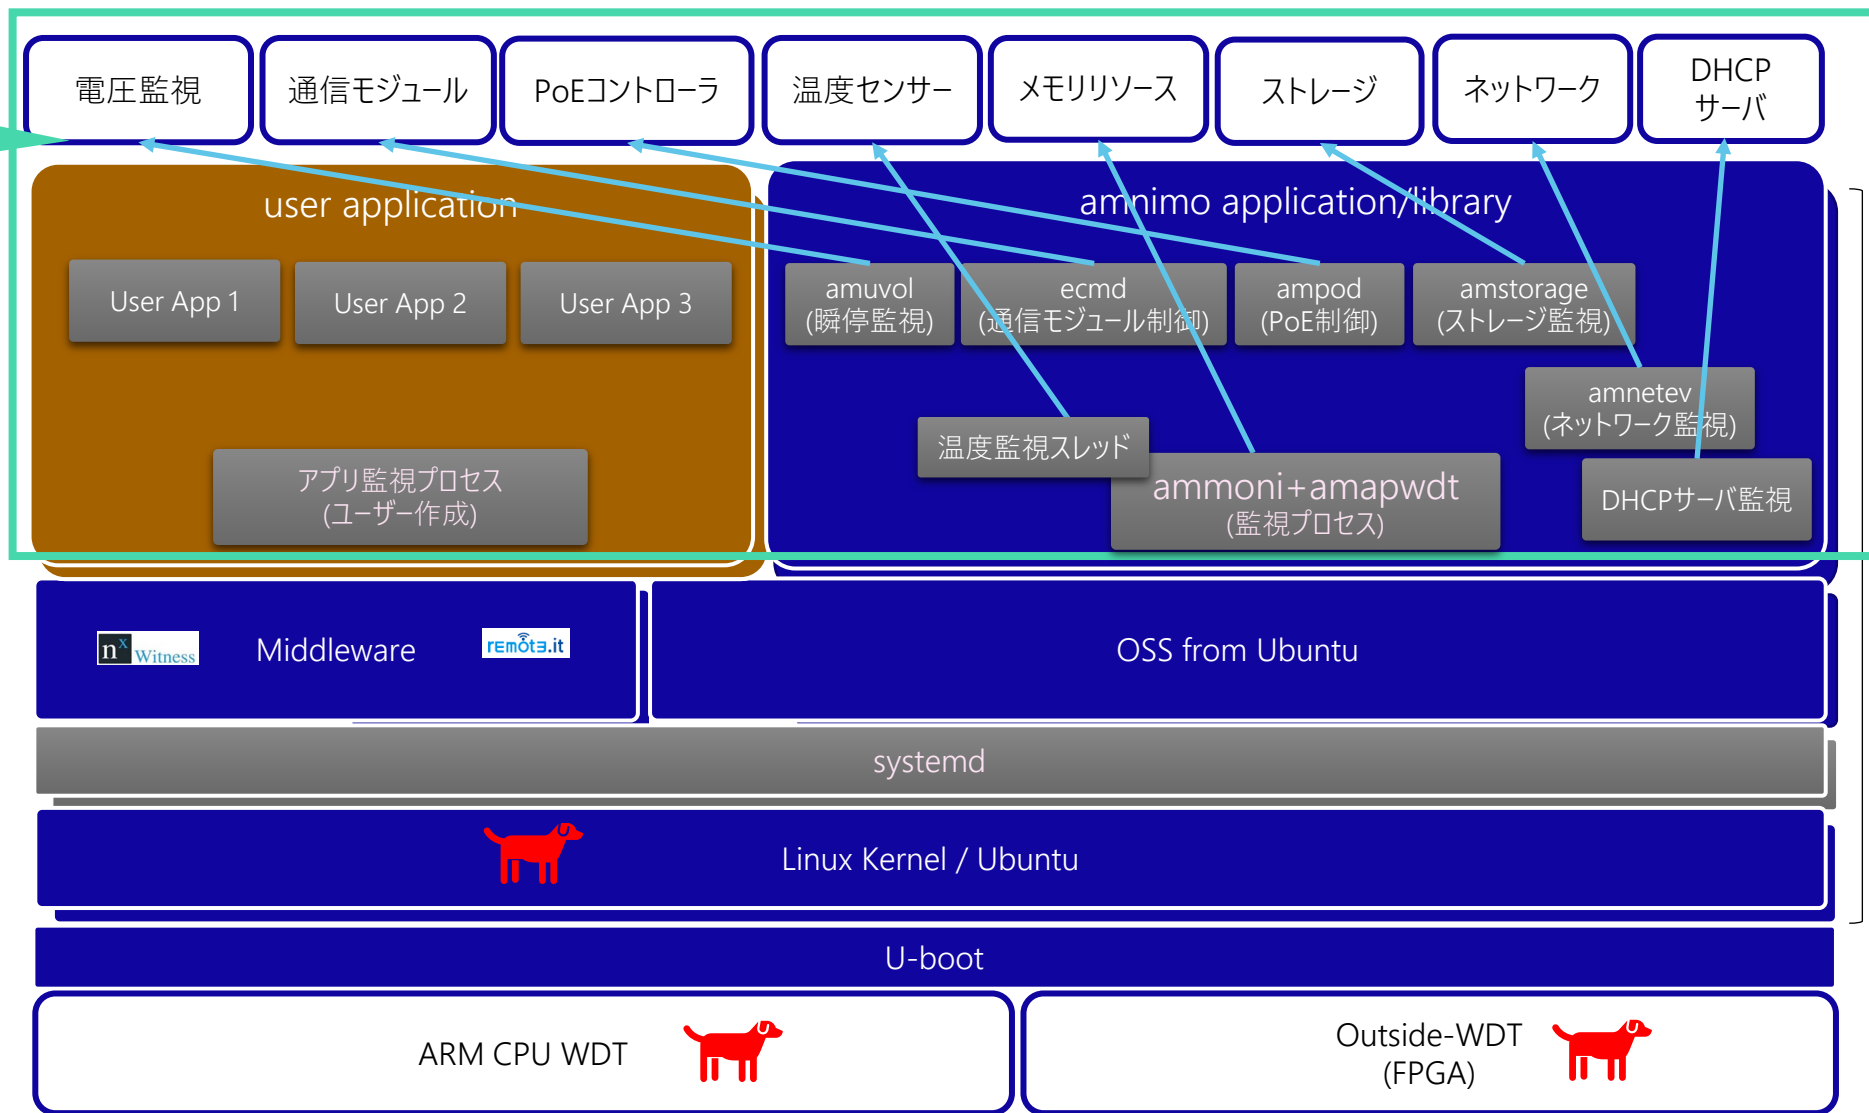 電圧監視
通信モジュール
PoEコントローラ
温度センサー
メモリリソース
ストレージ
ネットワーク
DHCP
サーバ
user application
amnimo application/library
User App 1
User App 2
User App 3
amuvol
(瞬停監視)
ecmd
(通信モジュール制御)
ampod
(PoE制御)
amstorage
(ストレージ監視)
amnetev
(ネットワーク監視)
温度監視スレッド
アプリ監視プロセス
(ユーザー作成)
ammoni+amapwdt
(監視プロセス)
DHCPサーバ監視
nx Witness
Middleware
remote.it
OSS from Ubuntu
systemd
Linux Kernel / Ubuntu
U-boot
ARM CPU WDT
Outside-WDT
(FPGA)